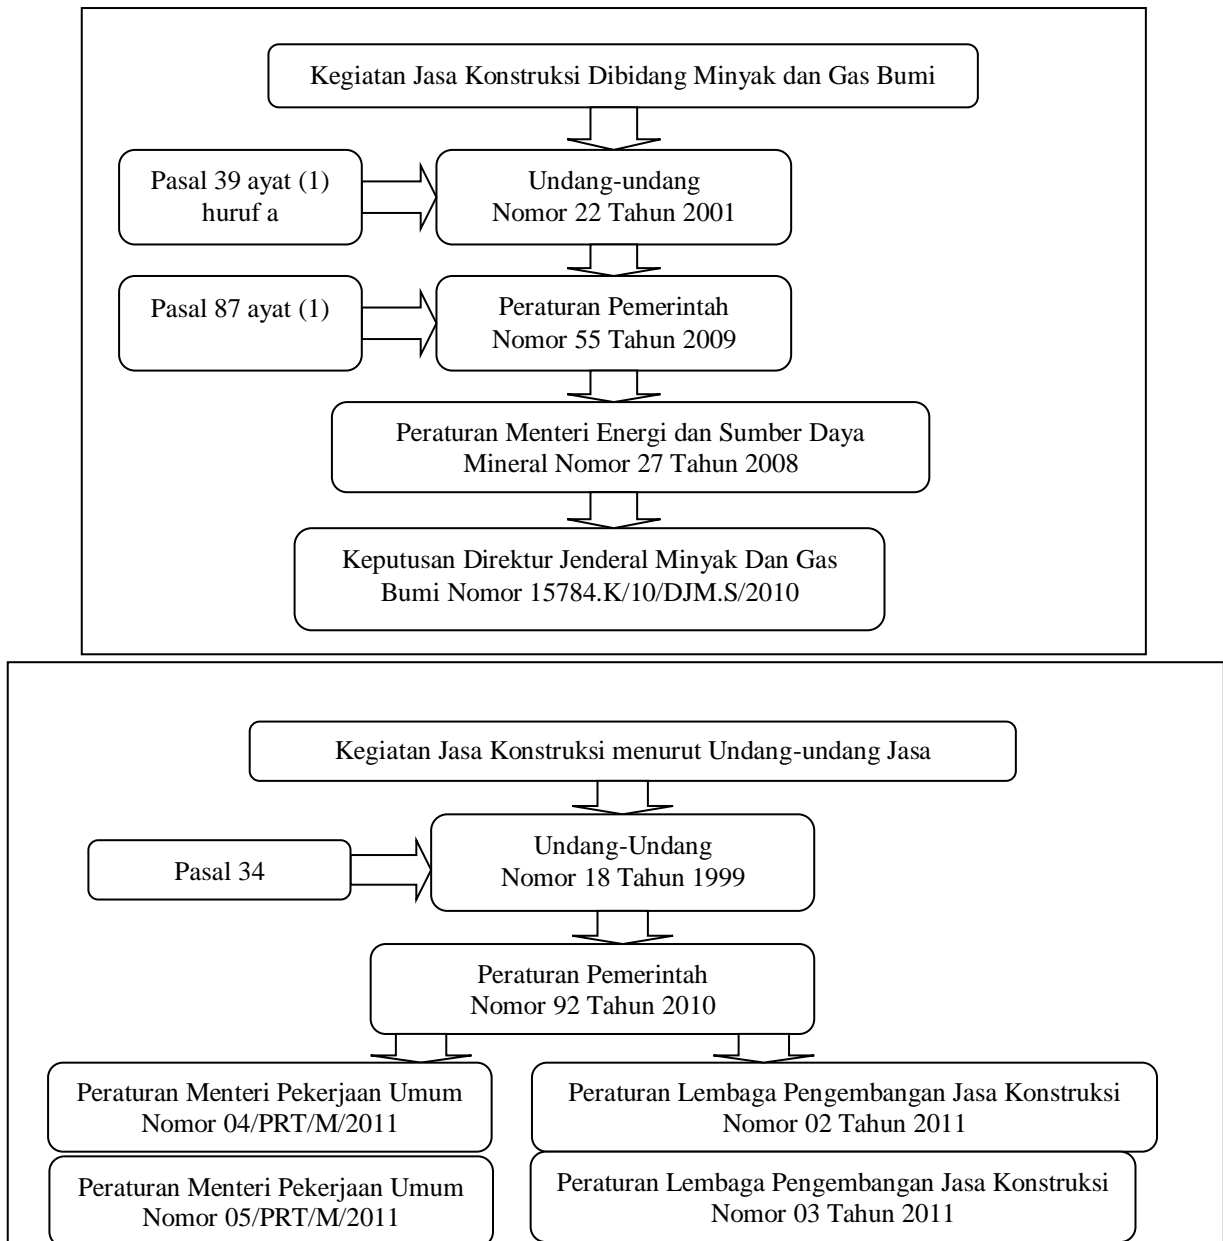 Kegiatan Jasa Konstruksi Dibidang Minyak dan Gas Bumi
Pasal 39 ayat (1)
huruf a
Undang-undang
Nomor 22 Tahun 2001
Pasal 87 ayat (1)
Peraturan Pemerintah
Nomor 55 Tahun 2009
Peraturan Menteri Energi dan Sumber Daya
Mineral Nomor 27 Tahun 2008
Keputusan Direktur Jenderal Minyak Dan Gas
Bumi Nomor 15784.K/10/DJM.S/2010
Kegiatan Jasa Konstruksi menurut Undang-undang Jasa
Pasal 34
Undang-Undang
Nomor 18 Tahun 1999
Peraturan Pemerintah
Nomor 92 Tahun 2010
Peraturan Menteri Pekerjaan Umum
Nomor 04/PRT/M/2011
Peraturan Lembaga Pengembangan Jasa Konstruksi
Nomor 02 Tahun 2011
Peraturan Menteri Pekerjaan Umum
Nomor 05/PRT/M/2011
Peraturan Lembaga Pengembangan Jasa Konstruksi
Nomor 03 Tahun 2011